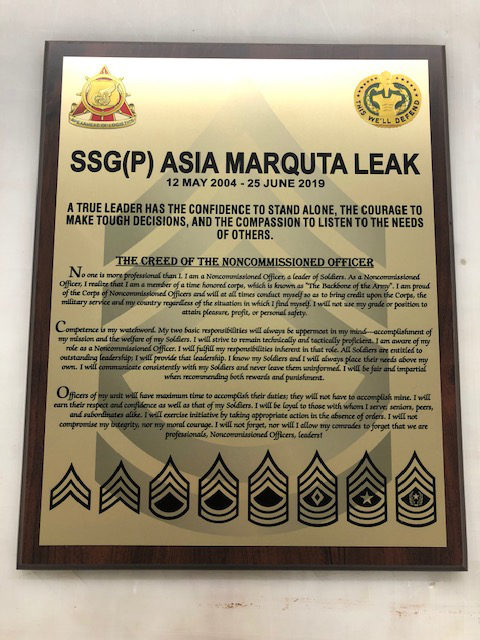 SSG(P) ASIA MARQUTA LEAK
12 MAY 2004 - 25 JUNE 2019
A TRUE LEADER HAS THE CONFIDENCE TO STAND ALONE, THE COURAGE TO
MAKE TOUGH DECISIONS, AND THE COMPASSION TO LISTEN TO THE NEEDS
OF OTHERS.
THE CREED OF THE NONCOMMISSIONED OFFICER
No one is more professional than I. I am a Noncommissioned Officer, a leader of Soldiers. As a Noncommissioned
Officer, I realize that I am a member of a time honored corps, which is known as "The Backbone of the Army". I am proud
of the Corps of Noncommissioned Officers and will at all times conduct myself so as to bring credit upon the Corps, the
military service and my country regardless of the situation in which I find myself. I will not use my grade or position to
attain pleasure, profit, or personal safety.
Competence is my watchword. My two basic responsibilities will always be uppermost in my mind—accomplishment of
my mission and the welfare of my Soldiers. I will strive to remain technically and tactically proficient. I am aware of my
role as a Noncommissioned Officer. I will fulfill my responsibilities inherent in that role. All Soldiers are entitled to
outstanding leadership; I will provide that leadership. I know my Soldiers and I will always place their needs above my
own. I will communicate consistently with my Soldiers and never leave them uninformed. I will be fair and impartial
when recommending both rewards and punishment.
Officers of my unit will have maximum time to accomplish their duties; they will not have to accomplish mine. I will
earn their respect and confidence as well as that of my Soldiers. I will be loyal to those with whom I serve; seniors, peers,
and subordinates alike. I will exercise initiative by taking appropriate action in the absence of orders. I will not
compromise my integrity, nor my moral courage. I will not forget, nor will I allow my comrades to forget that we are
professionals, Noncommissioned Officers, leaders!
THIS WE'LL DEFEND